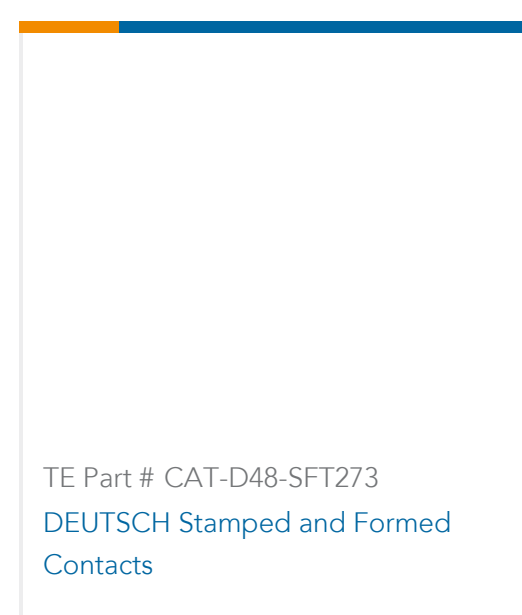 TE Part # CAT-D48-SFT273
DEUTSCH Stamped and Formed
Contacts